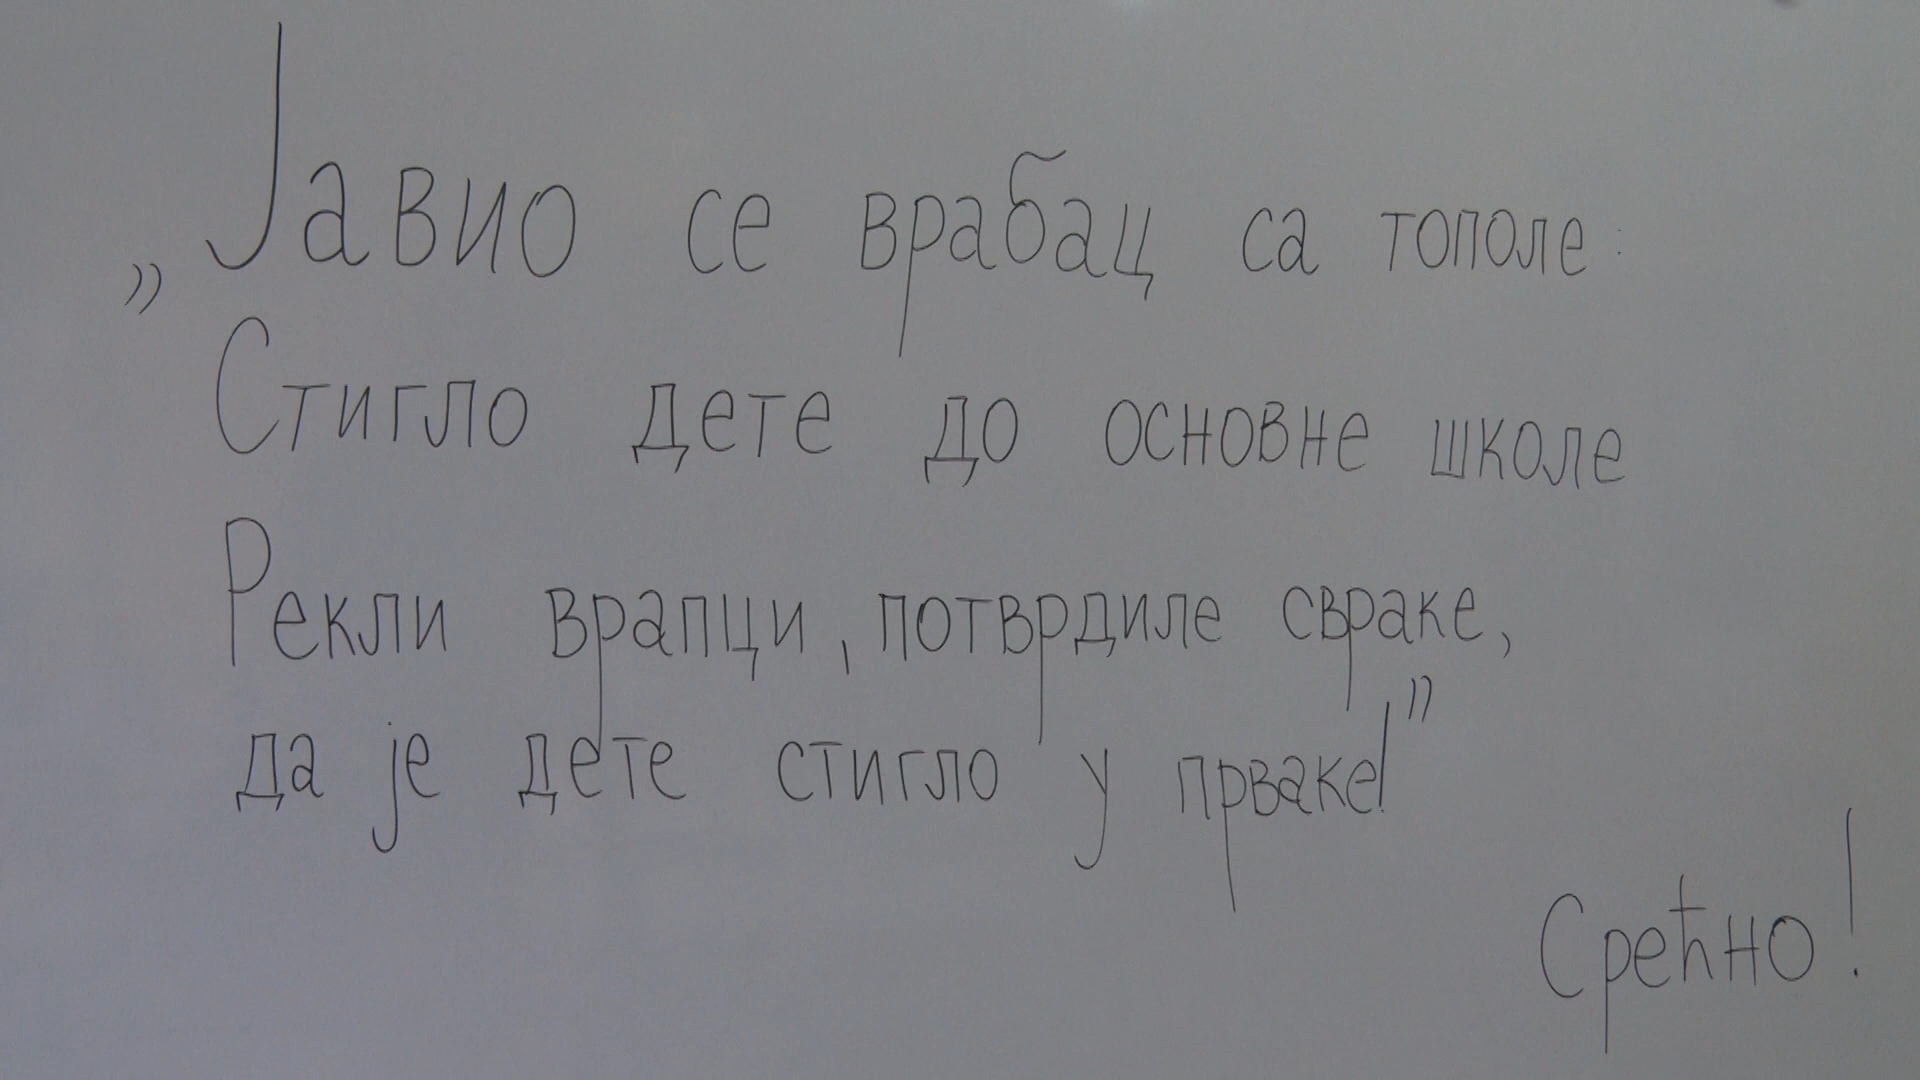 „Јавио се врабац са тополе:
Стигло дете до основне школе
Рекли врапци, потврдиле свраке,
да је дете стигло у прваке!”
Срећно!